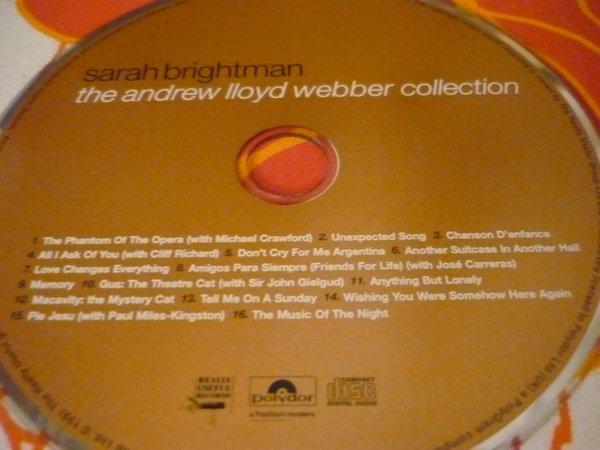 sarah brightman
the andrew lloyd webber collection
1. The Phantom Of The Opera (with Michael Crawford) 2. Unexpected Song 3. Chanson D'enfance
4. All I Ask Of You (with Cliff Richard) 5. Don't Cry For Me Argentina 6. Another Suitcase In Another Hall
7. Love Changes Everything 8. Amigos Para Siempre (Friends For Life) (with José Carreras)
9. Memory 10. Gus: The Theatre Cat (with Sir John Gielgud) 11. Anything But Lonely
12. Macavity: the Mystery Cat 13. Tell Me On A Sunday 14. Wishing You Were Somehow Here Again
15. Pie Jesu (with Paul Miles-Kingston) 16. The Music Of The Night
REALLY
USEFUL
RECORDS
polydor
a PolyGram company
COMPACT
disc
DIGITAL AUDIO